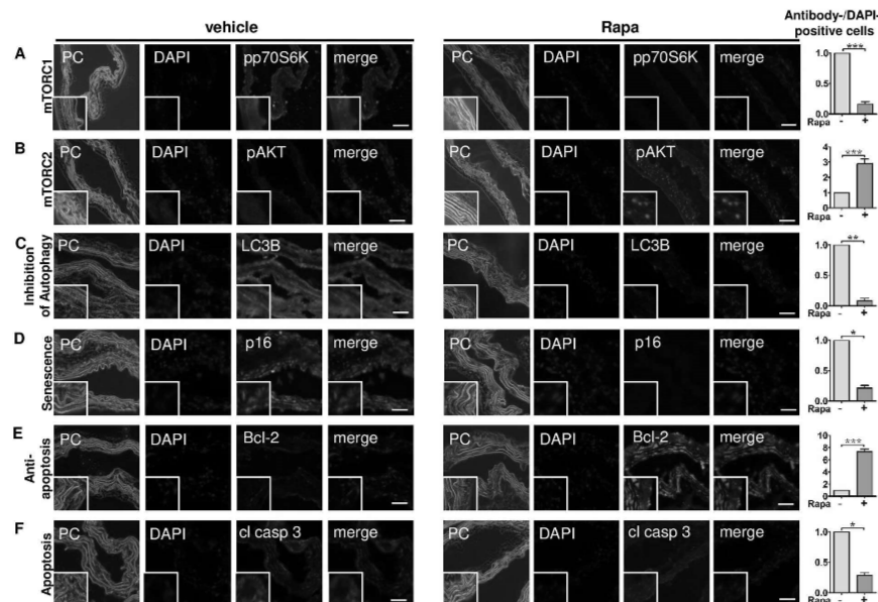 vehicle Rapa Antibody-/DAPI-
positive cells
A mTORC1 PC DAPI pp70S6K merge PC DAPI pp70S6K merge 1.0 0.5 0.0 *** Rapa - +
B mTORC2 PC DAPI pAKT merge PC DAPI pAKT merge 4 3 2 1 0 *** Rapa - +
C Inhibition
of Autophagy PC DAPI LC3B merge PC DAPI LC3B merge 1.0 0.5 0.0 ** Rapa - +
D Senescence PC DAPI p16 merge PC DAPI p16 merge 1.0 0.5 0.0 * Rapa - +
E Anti-
apoptosis PC DAPI Bcl-2 merge PC DAPI Bcl-2 merge 10 8 6 4 2 0 *** Rapa - +
F Apoptosis PC DAPI cl casp 3 merge PC DAPI cl casp 3 merge 1.0 0.5 0.0 * Rapa - +